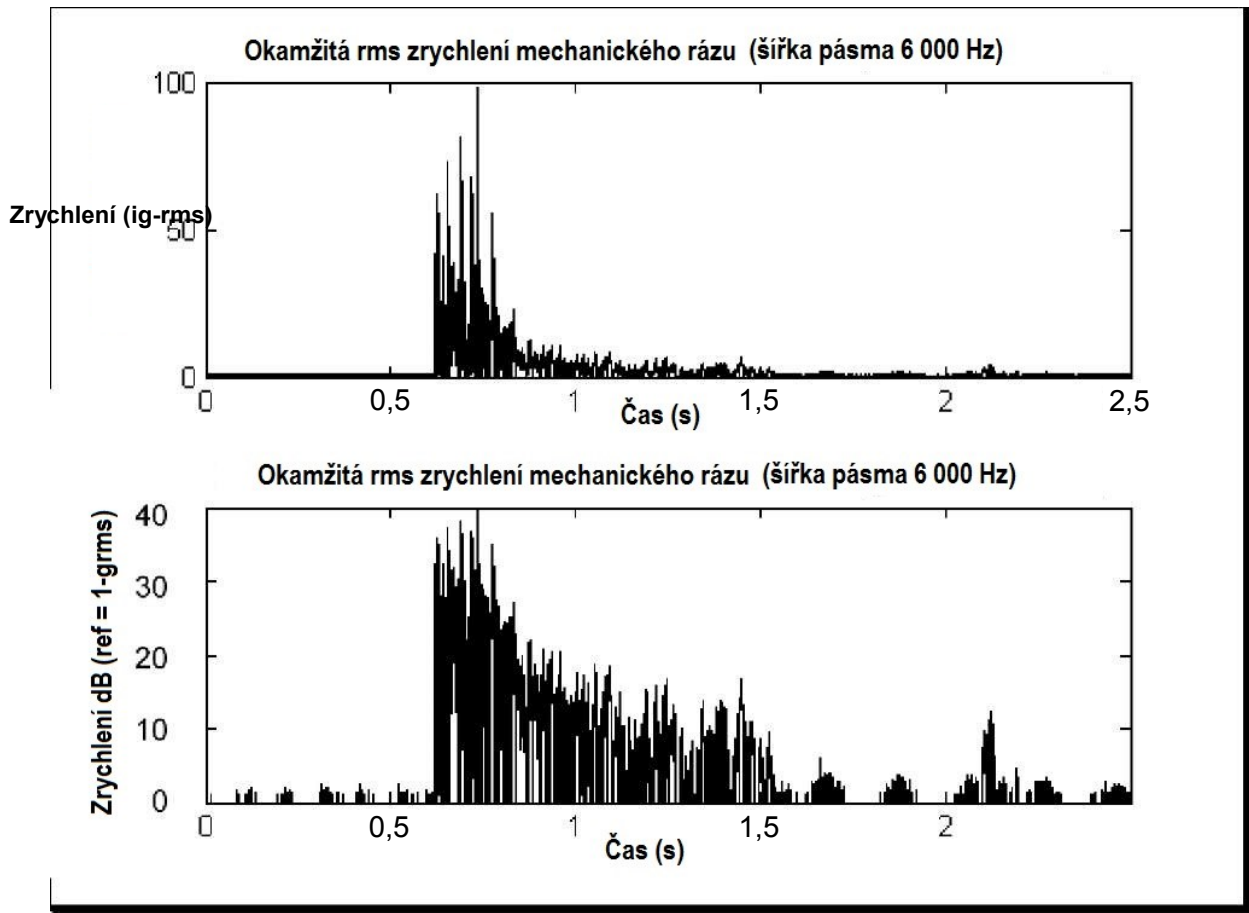 Okamžitá rms zrychlení mechanického rázu (šířka pásma 6 000 Hz)
100
Zrychlení (ig-rms)
50
0
0 0,5 1 1,5 2 2,5
Čas (s)
Okamžitá rms zrychlení mechanického rázu (šířka pásma 6 000 Hz)
Zrychlení dB (ref = 1-grms)
40
30
20
10
0
0 0,5 1 1,5 2
Čas (s)